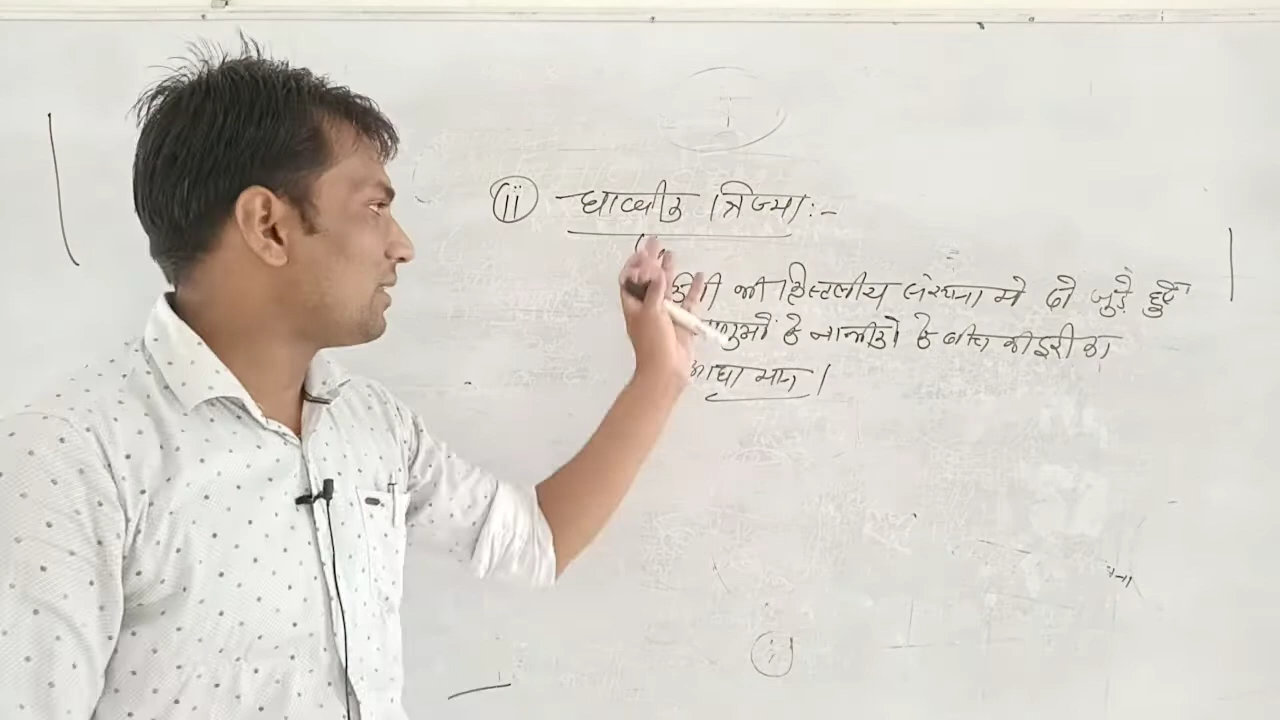 (ii) धात्वीक त्रिज्या :-
की क्रिस्टलीय संरचना मे दो जुड़े हुएँ
के नाभीकों के बीच की दूरी का
आधा मान |